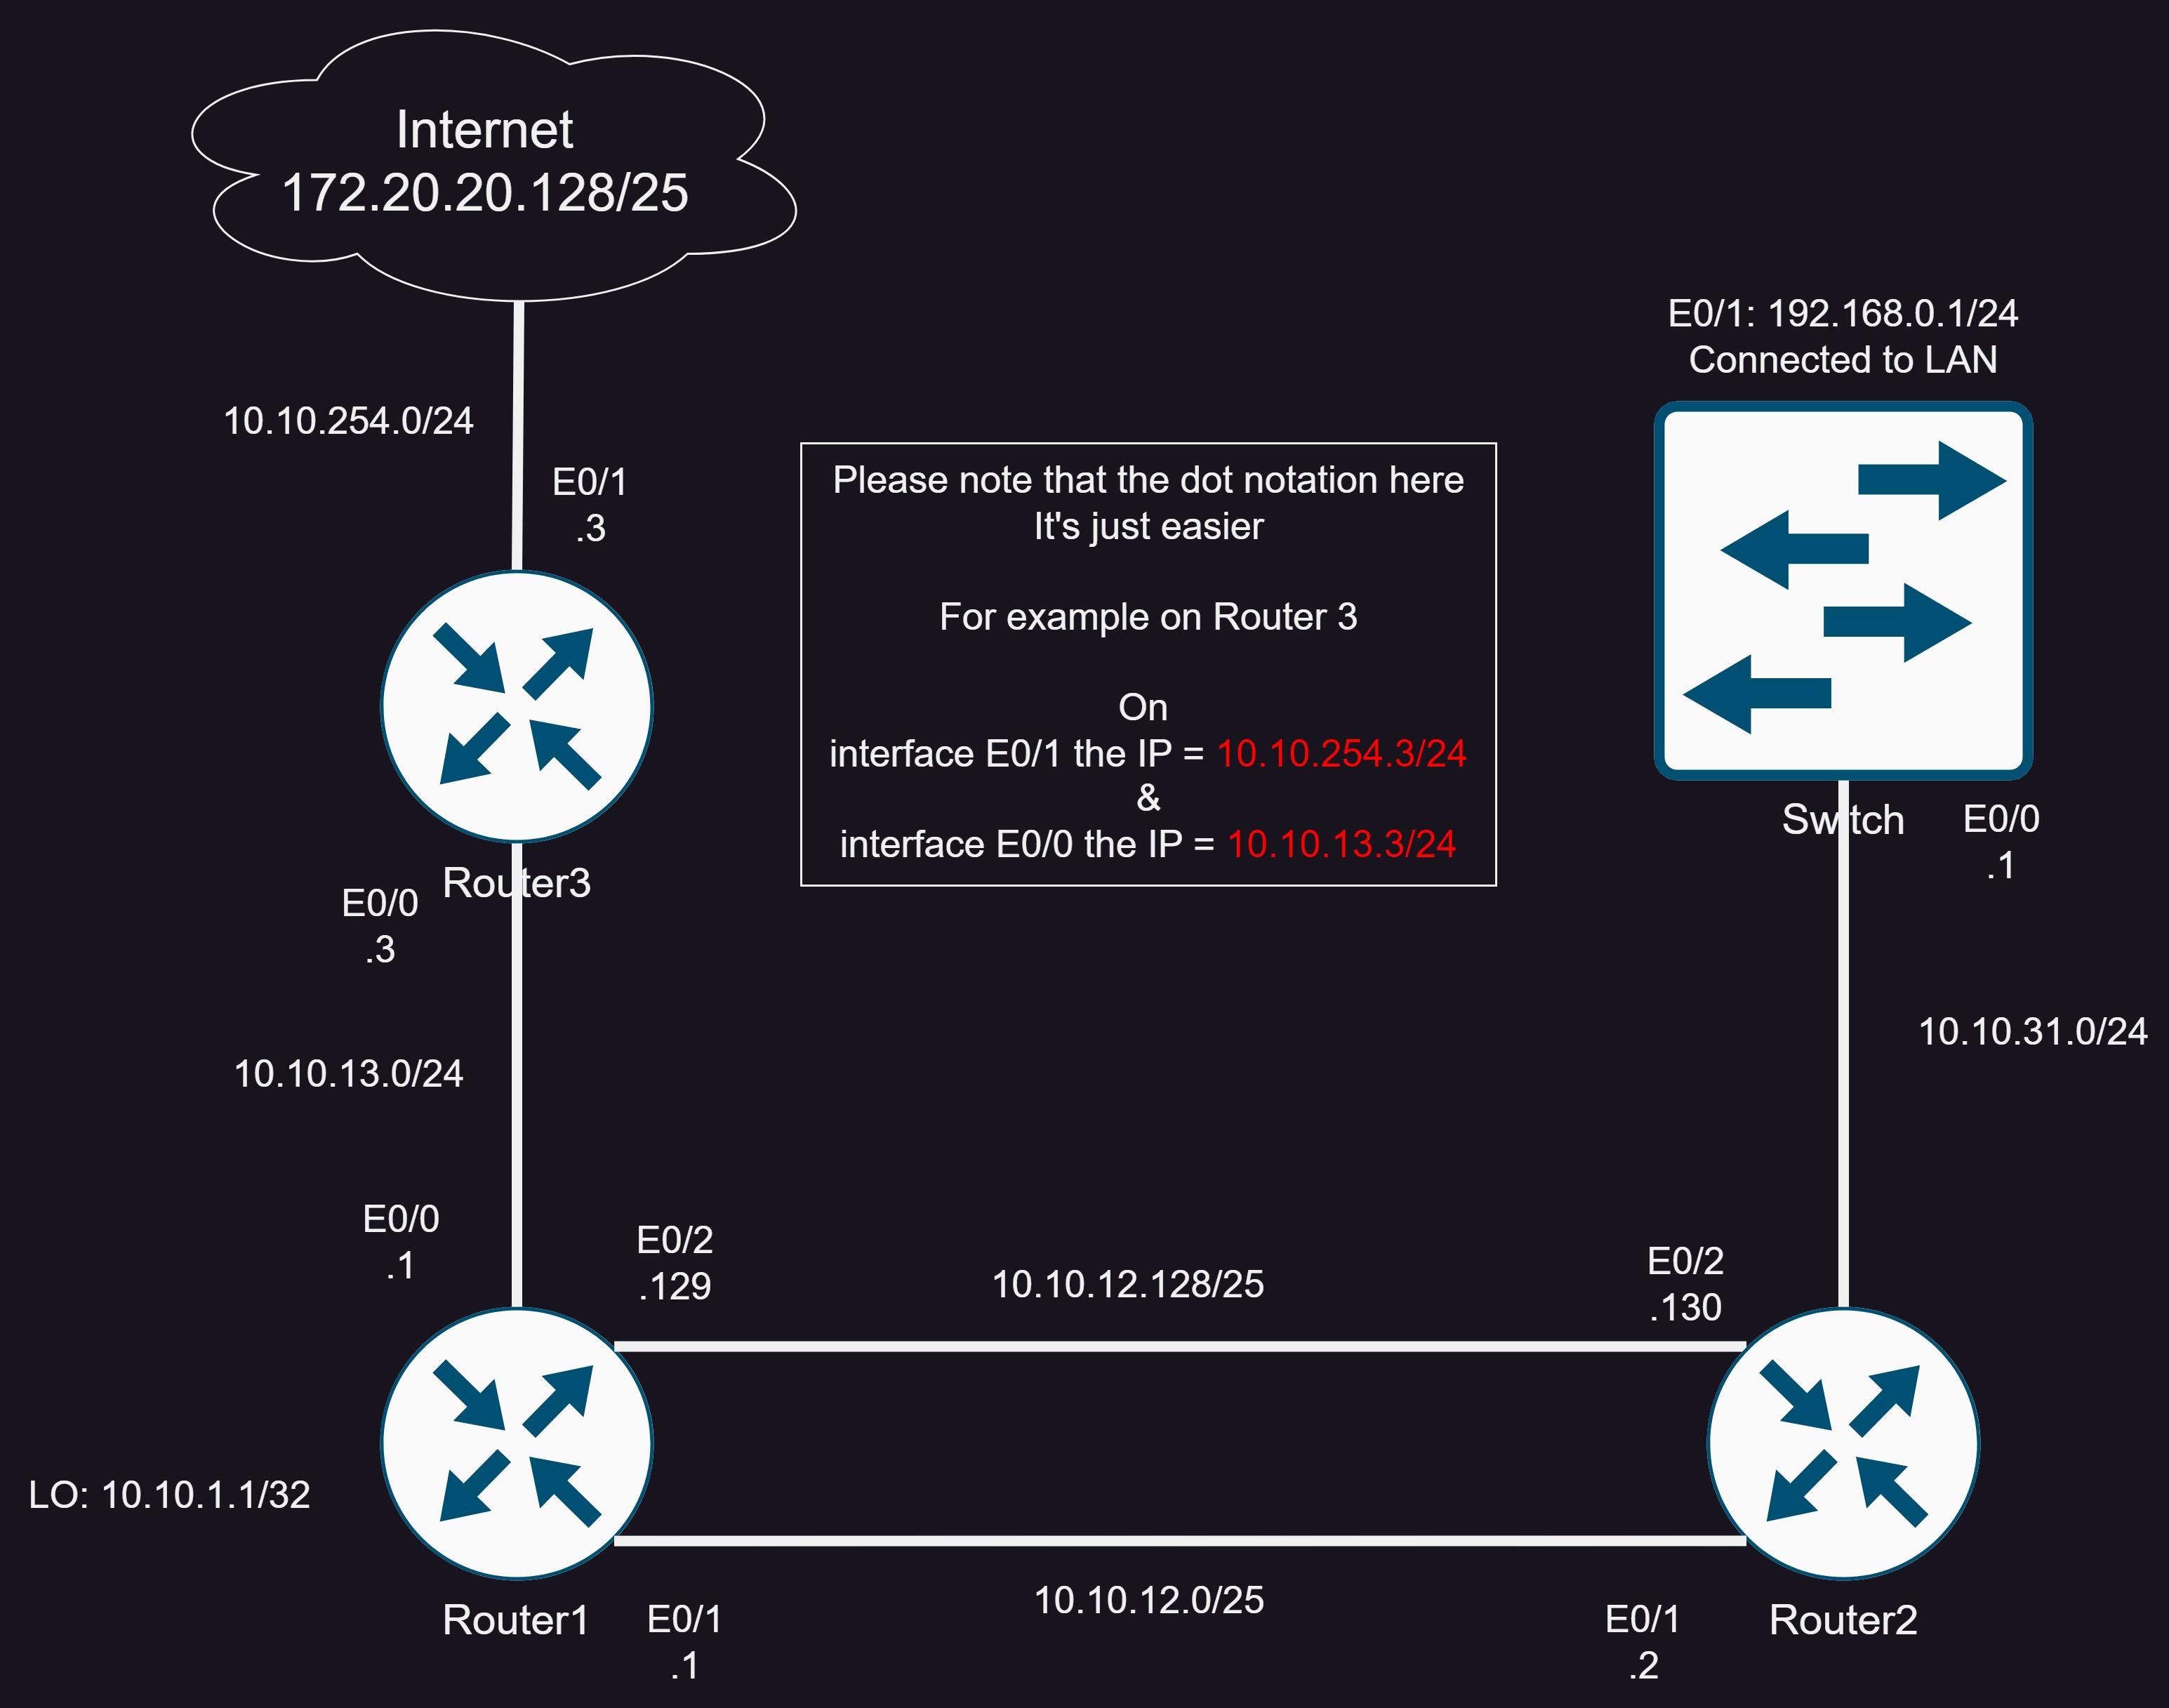 Internet
172.20.20.128/25
E0/1: 192.168.0.1/24
Connected to LAN
10.10.254.0/24
E0/1
.3
Please note that the dot notation here
It's just easier
For example on Router 3
On
interface E0/1 the IP = 10.10.254.3/24
&
interface E0/0 the IP = 10.10.13.3/24
Switch
E0/0
.1
Router3
E0/0
.3
10.10.31.0/24
10.10.13.0/24
E0/0
.1
E0/2
.129
10.10.12.128/25
E0/2
.130
LO: 10.10.1.1/32
10.10.12.0/25
Router1
E0/1
.1
E0/1
.2
Router2